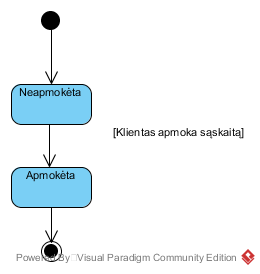 Neapmokėta
[Klientas apmoka sąskaitą]
Apmokėta
Powered By Visual Paradigm Community Edition